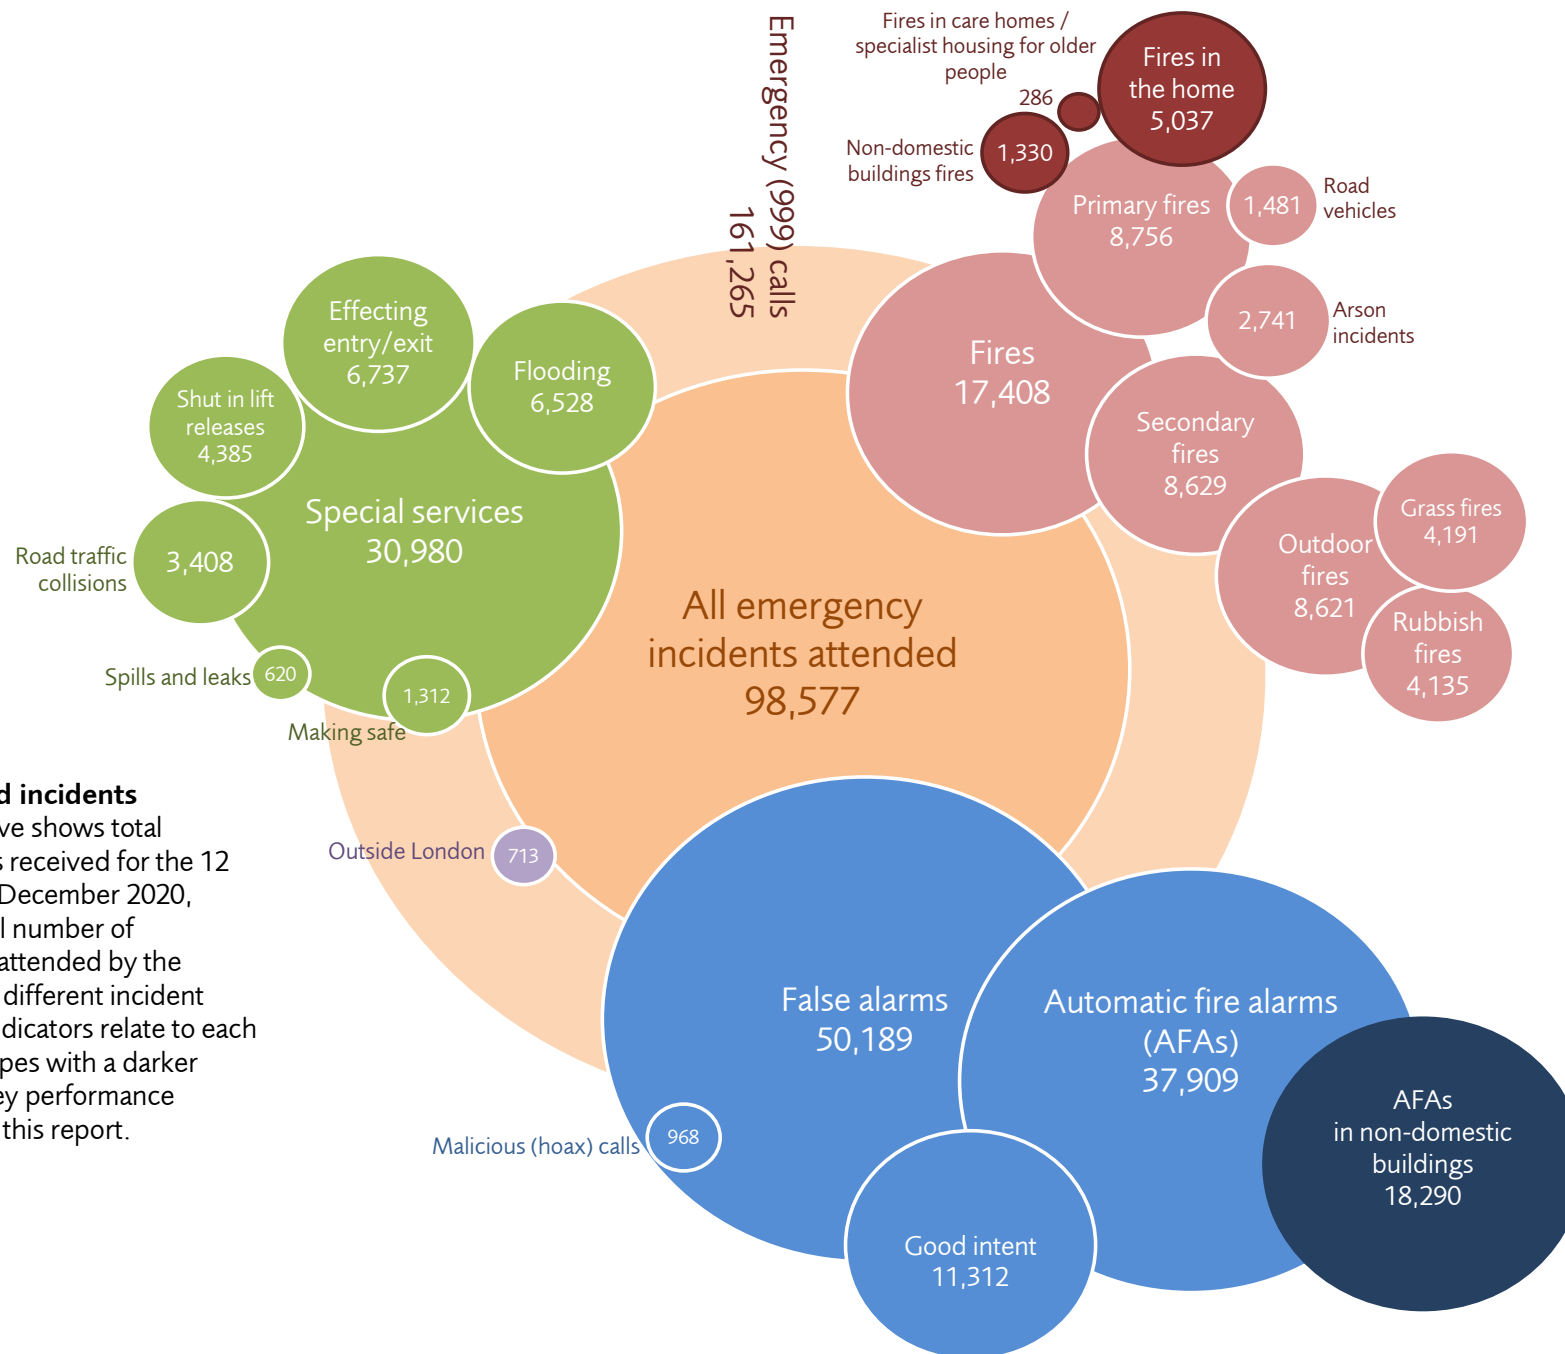 Emergency (999) calls
161,265
Fires in care homes /
specialist housing for older
people
286
Fires in
the home
5,037
Non-domestic
buildings fires
1,330
Primary fires
8,756
1,481
Road
vehicles
2,741
Arson
incidents
Fires
17,408
Secondary
fires
8,629
Outdoor
fires
8,621
Grass fires
4,191
Rubbish
fires
4,135
Effecting
entry/exit
6,737
Flooding
6,528
Shut in lift
releases
4,385
Special services
30,980
Road traffic
collisions
3,408
Spills and leaks
620
1,312
Making safe
All emergency
incidents attended
98,577
Outside London
713
d incidents
ve shows total
s received for the 12
December 2020,
l number of
attended by the
different incident
dicators relate to each
pes with a darker
ey performance
this report.
False alarms
50,189
Automatic fire alarms
(AFAs)
37,909
AFAs
in non-domestic
buildings
18,290
Malicious (hoax) calls
968
Good intent
11,312